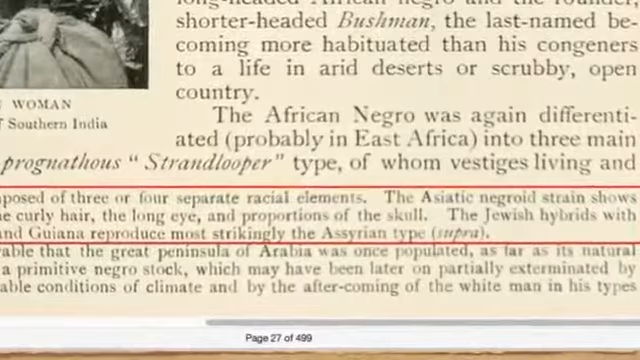 long-headed African negro and the rounder,
shorter-headed Bushman, the last-named be-
coming more habituated than his congeners
to a life in arid deserts or scrubby, open
country.
WOMAN
Southern India
The African Negro was again differenti-
ated (probably in East Africa) into three main
prognathous "Strandlooper" type, of whom vestiges living and
posed of three or four separate racial elements. The Asiatic negroid strain shows
e curly hair, the long eye, and proportions of the skull. The Jewish hybrids with
and Guiana reproduce most strikingly the Assyrian type (supra).
able that the great peninsula of Arabia was once populated, as far as its natural
a primitive negro stock, which may have been later on partially exterminated by
able conditions of climate and by the after-coming of the white man in his types
Page 27 of 499